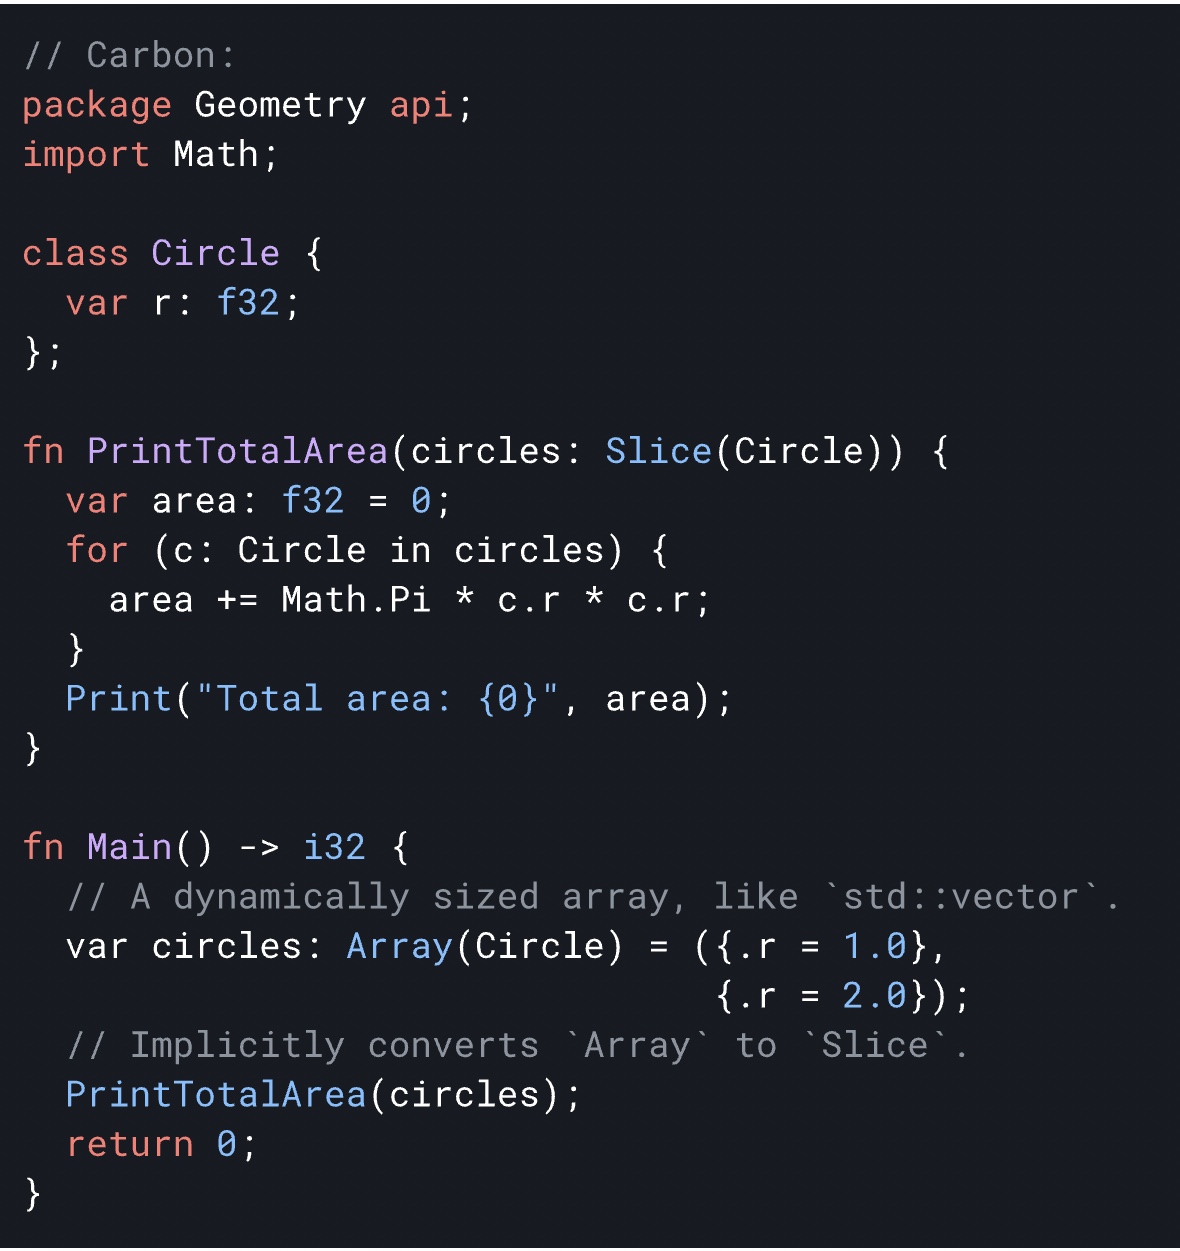 // Carbon:
package Geometry api;
import Math;

class Circle {
  var r: f32;
};

fn PrintTotalArea(circles: Slice(Circle)) {
  var area: f32 = 0;
  for (c: Circle in circles) {
    area += Math.Pi * c.r * c.r;
  }
  Print("Total area: {0}", area);
}

fn Main() -> i32 {
  // A dynamically sized array, like `std::vector`.
  var circles: Array(Circle) = ({.r = 1.0},
                                {.r = 2.0});
  // Implicitly converts `Array` to `Slice`.
  PrintTotalArea(circles);
  return 0;
}